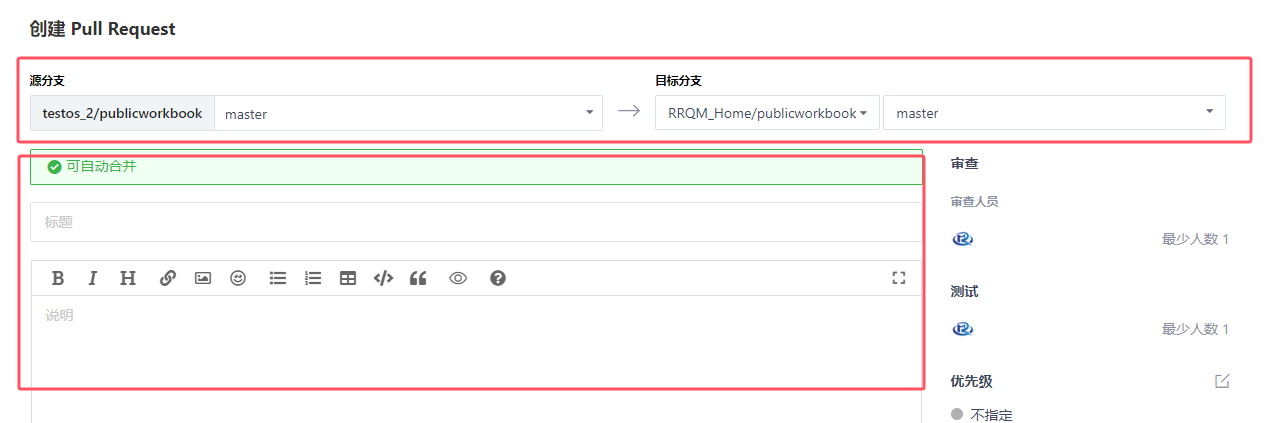 创建 Pull Request
源分支
目标分支
testos_2/publicworkbook master
RRQM_Home/publicworkbook master
可自动合并
标题
B I H
说明
审查
审查人员
最少人数 1
测试
最少人数 1
优先级
不指定